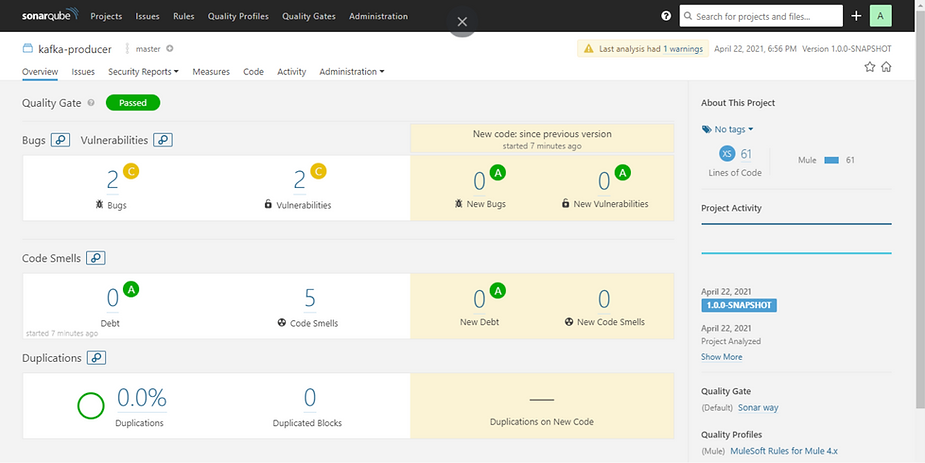 sonarqube Projects Issues Rules Quality Profiles Quality Gates Administration ? Search for projects and files... A
kafka-producer master Last analysis had 1 warnings April 22, 2021, 6:56 PM Version 1.0.0-SNAPSHOT
Overview Issues Security Reports Measures Code Activity Administration
Quality Gate ? Passed
Bugs Vulnerabilities
New code: since previous version
started 7 minutes ago
2 C 2 C 0 A 0 A
Bugs Vulnerabilities New Bugs New Vulnerabilities
Code Smells
0 A 5 0 A 0
Debt Code Smells New Debt New Code Smells
started 7 minutes ago
Duplications
0.0% 0 —
Duplications Duplicated Blocks Duplications on New Code
About This Project
No tags
XS 61 Mule 61
Lines of Code
Project Activity
April 22, 2021
1.0.0-SNAPSHOT
April 22, 2021
Project Analyzed
Show More
Quality Gate
(Default) Sonar way
Quality Profiles
(Mule) MuleSoft Rules for Mule 4.x